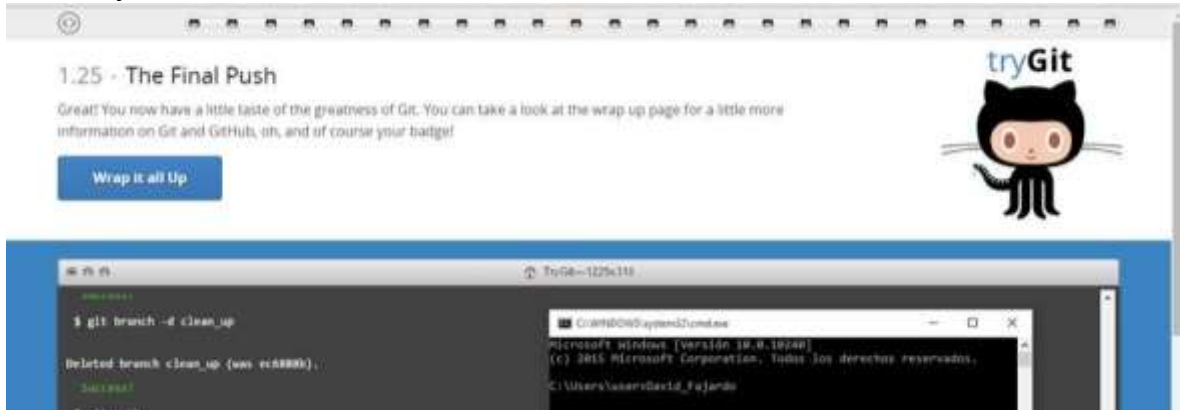 1.25 - The Final Push
tryGit
Great! You now have a little taste of the greatness of Git. You can take a look at the wrap up page for a little more
information on Git and GitHub, oh, and of course your badge!
Wrap it all Up
Success!
$ git branch -d clean_up
Deleted branch clean_up (was ec6888b).
Success!
C:\WINDOWS\system32\cmd.exe
Microsoft Windows [Versión 10.0.10240]
(c) 2015 Microsoft Corporation. Todos los derechos reservados.
C:\Users\user>David_Fajardo